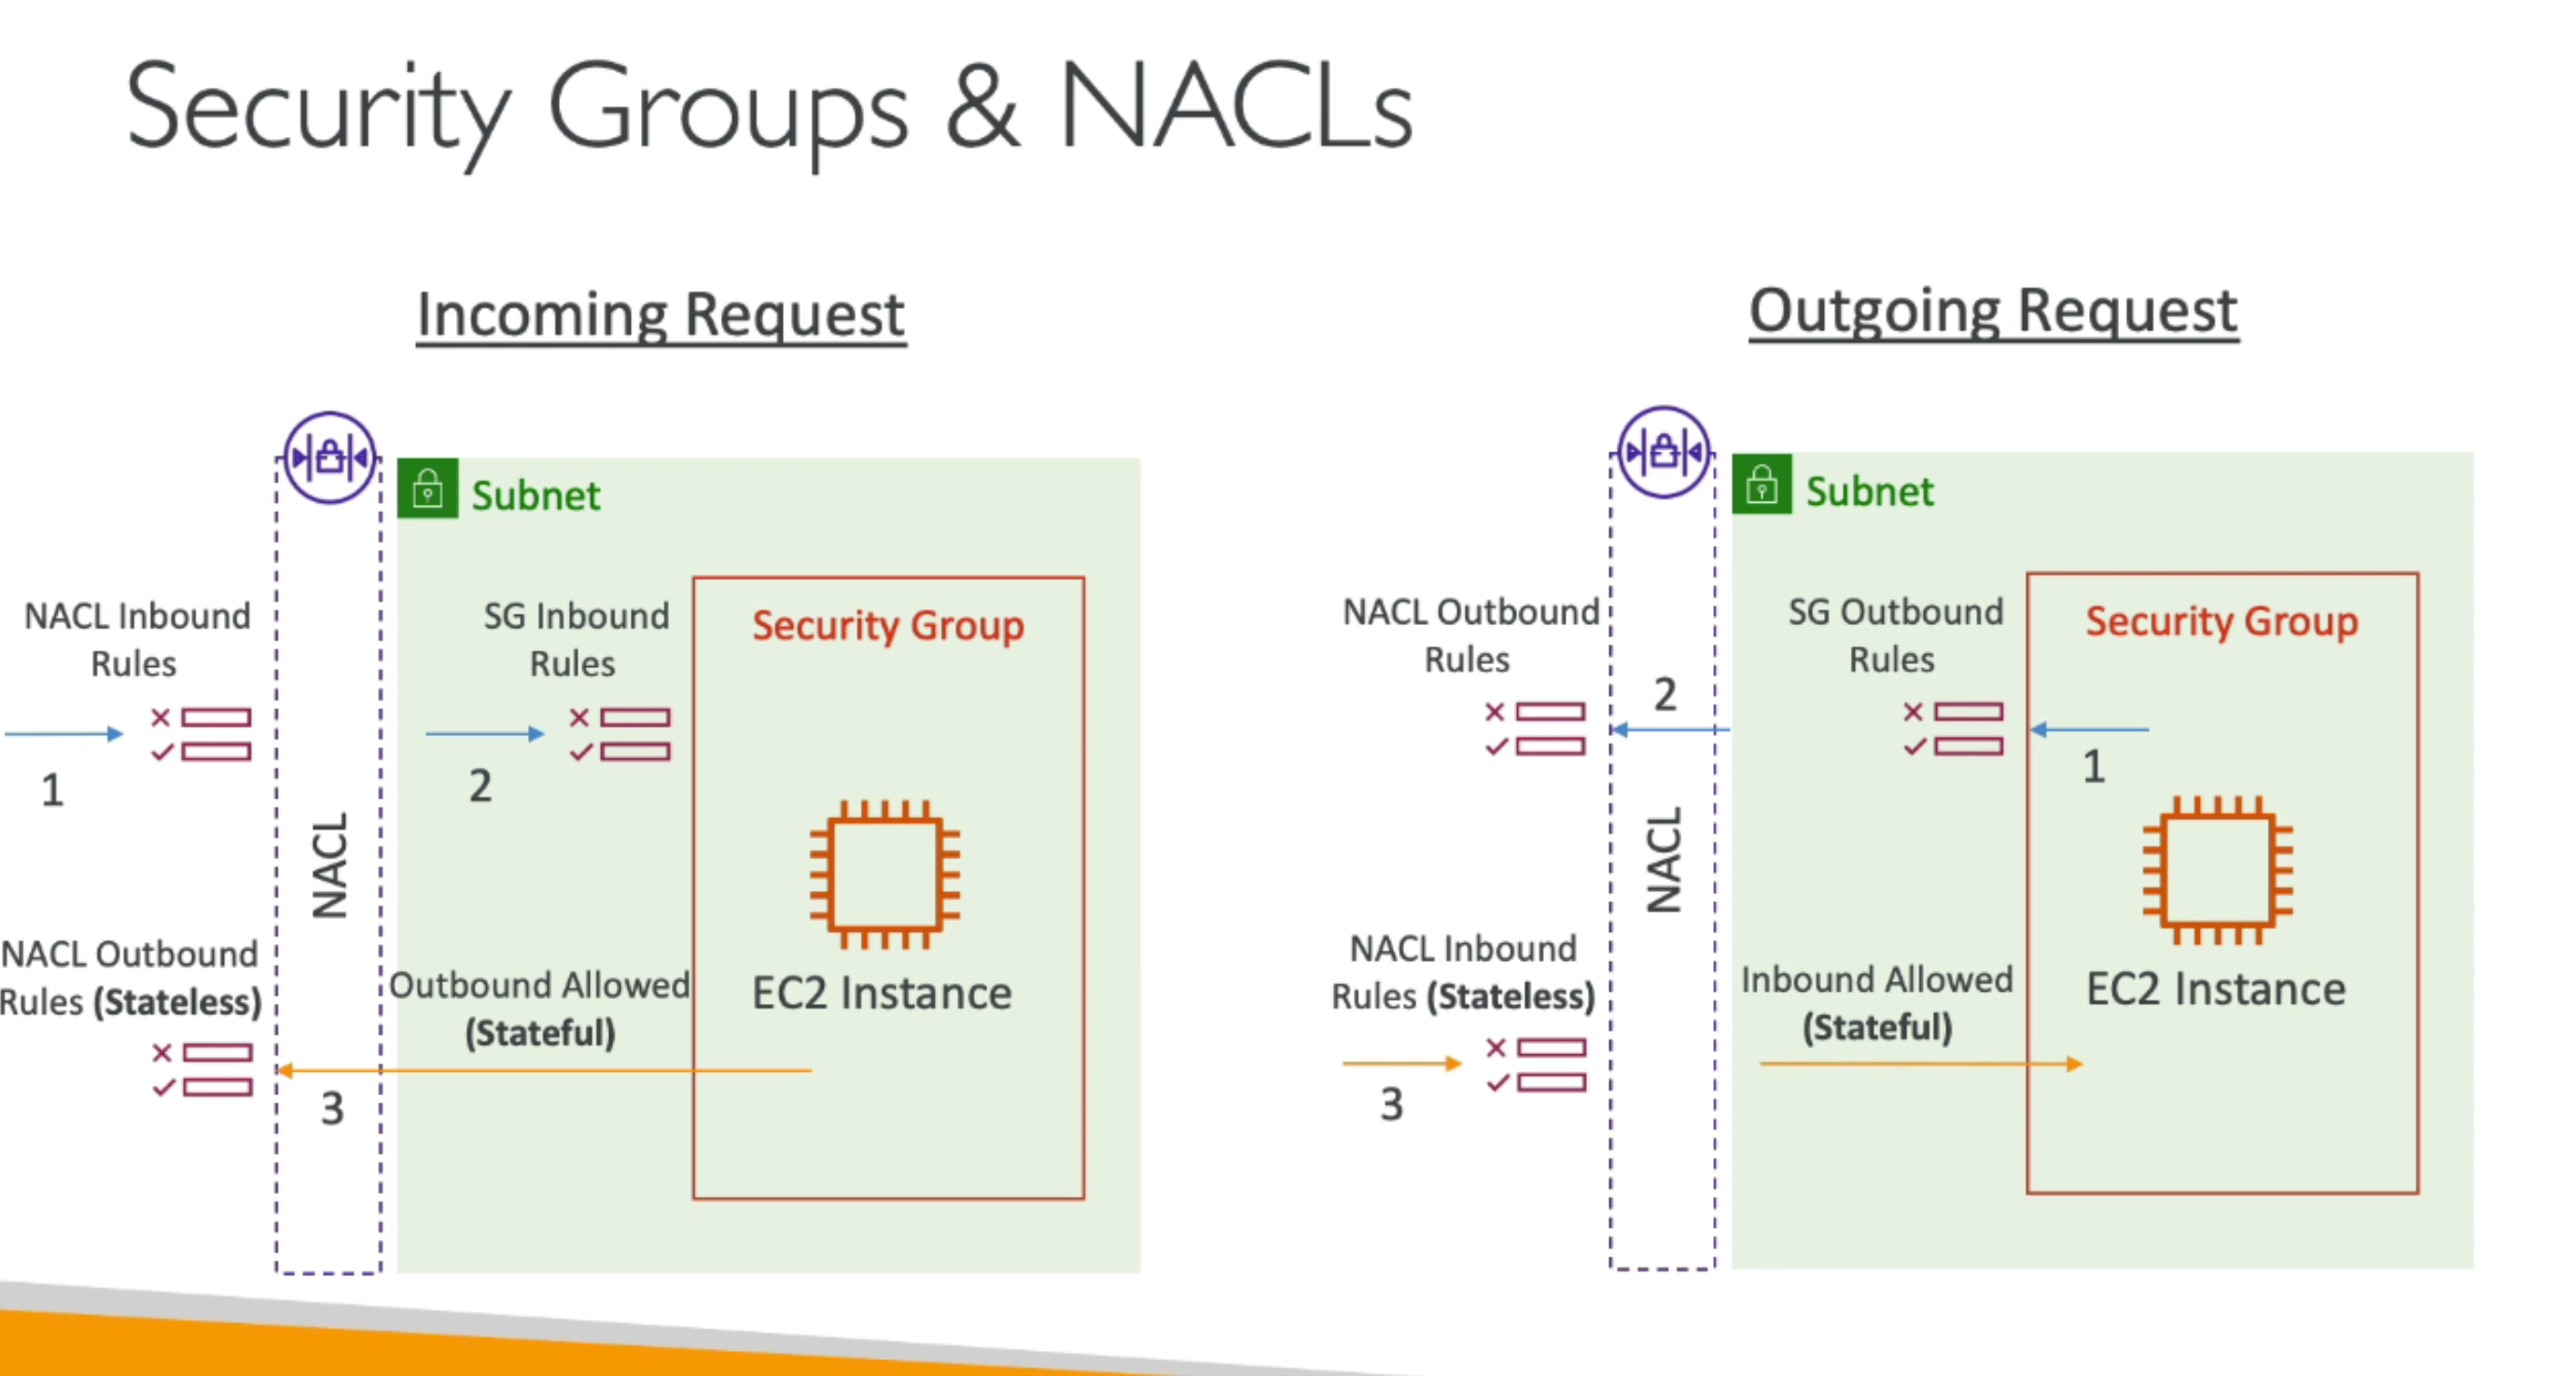 Security Groups & NACLs
Incoming Request
Subnet
NACL Inbound
Rules
1
SG Inbound
Rules
2
Security Group
NACL
EC2 Instance
NACL Outbound
Rules (Stateless)
Outbound Allowed
(Stateful)
3
Outgoing Request
Subnet
NACL Outbound
Rules
2
SG Outbound
Rules
1
Security Group
NACL
EC2 Instance
NACL Inbound
Rules (Stateless)
3
Inbound Allowed
(Stateful)